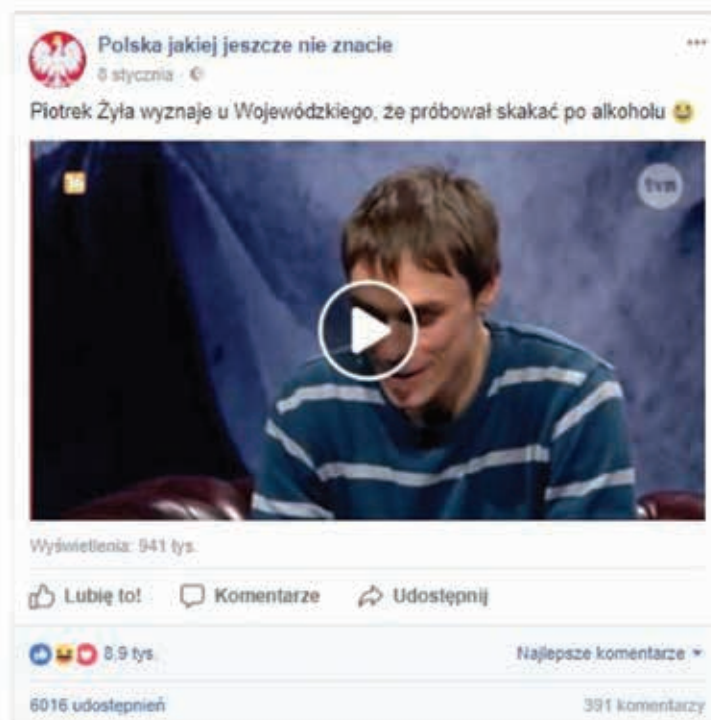 Polska jakiej jeszcze nie znacie
8 stycznia
Piotrek Żyła wyznaje u Wojewódzkiego, że próbował skakać po alkoholu
16
tvn
Wyświetlenia: 941 tys.
Lubię to! Komentarze Udostępnij
8,9 tys. Najlepsze komentarze
6016 udostępnień 391 komentarzy